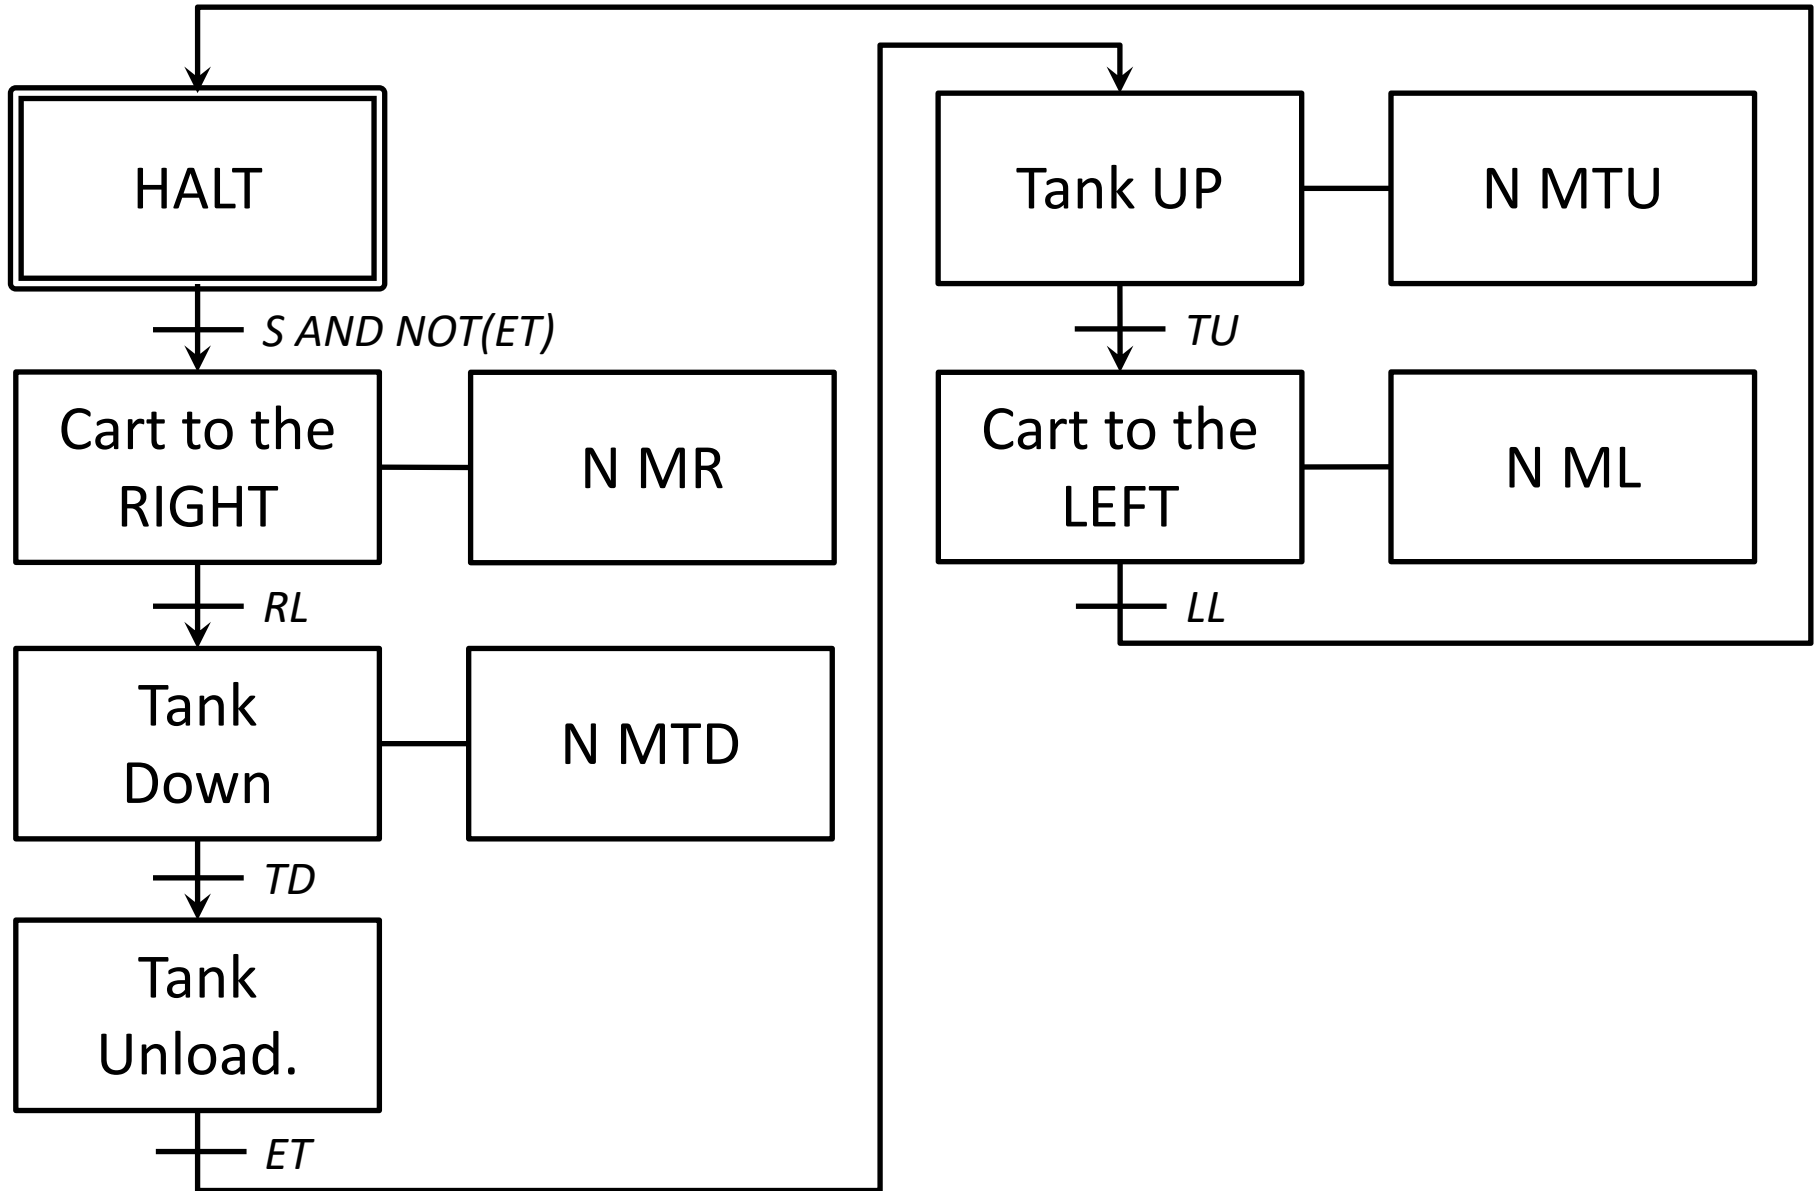 HALT
S AND NOT(ET)
Cart to the
RIGHT
N MR
RL
Tank
Down
N MTD
TD
Tank
Unload.
ET
Tank UP
N MTU
TU
Cart to the
LEFT
N ML
LL